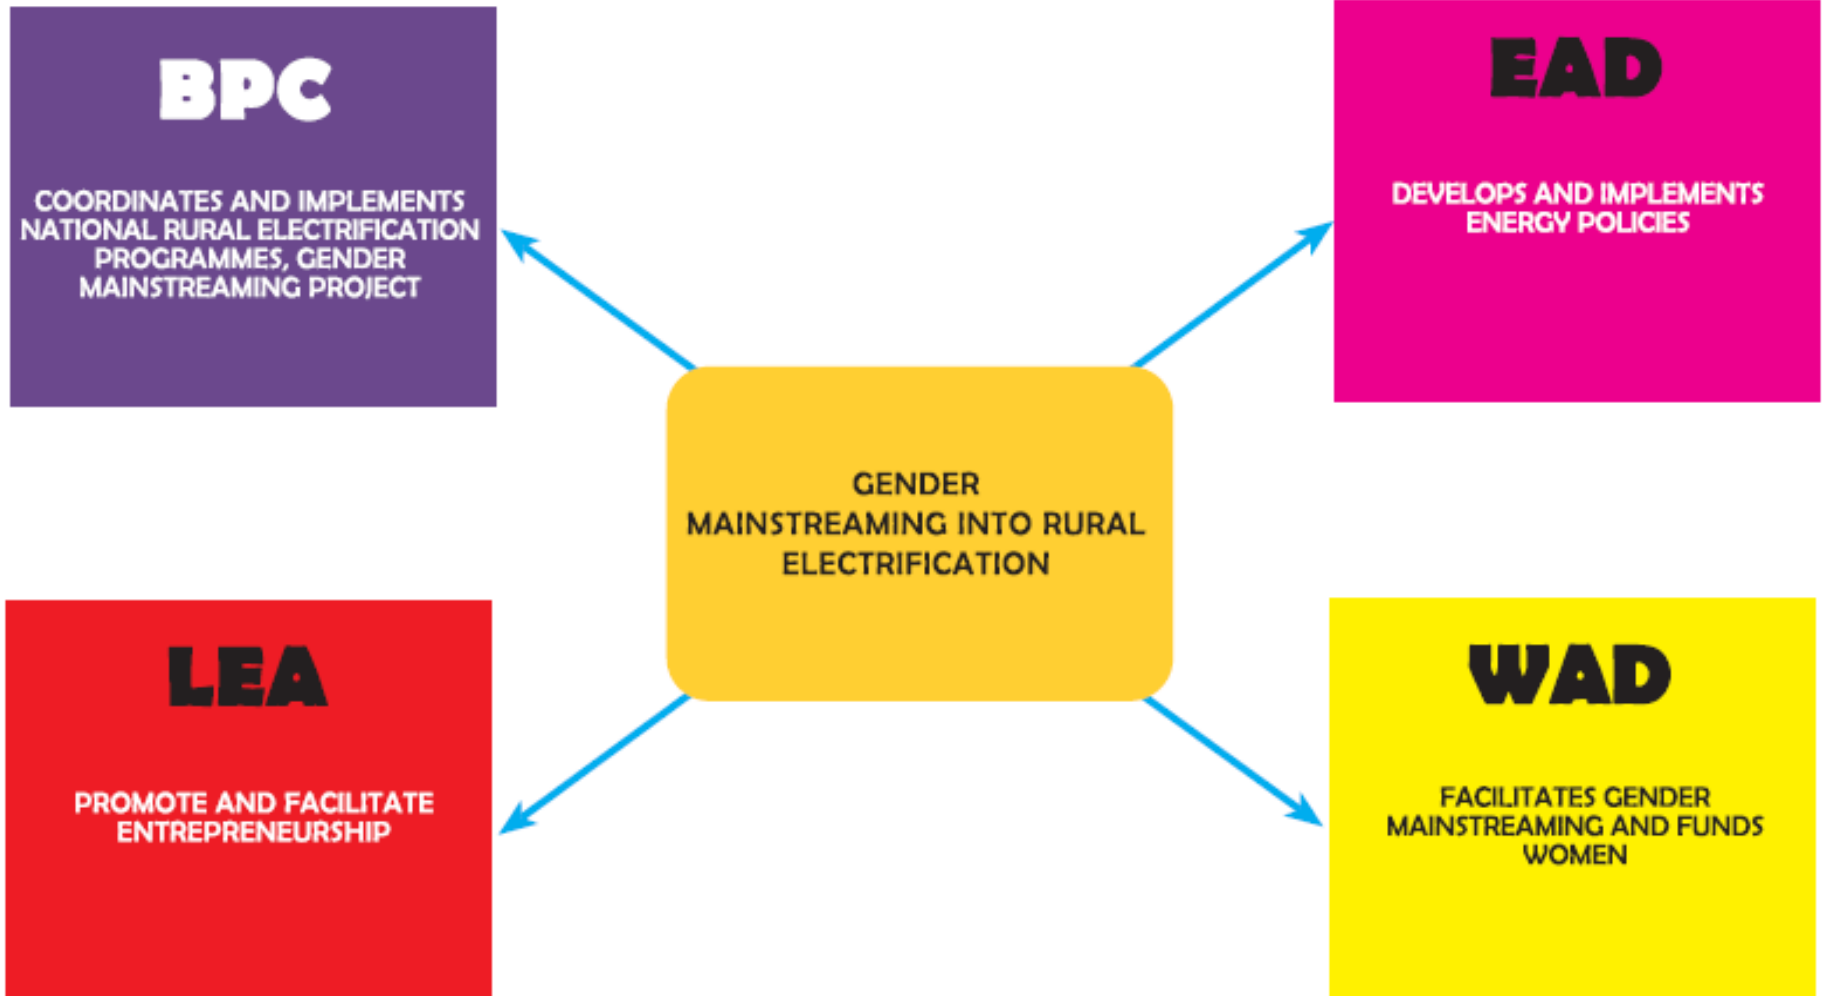 BPC
COORDINATES AND IMPLEMENTS
NATIONAL RURAL ELECTRIFICATION
PROGRAMMES, GENDER
MAINSTREAMING PROJECT
EAD
DEVELOPS AND IMPLEMENTS
ENERGY POLICIES
GENDER
MAINSTREAMING INTO RURAL
ELECTRIFICATION
LEA
PROMOTE AND FACILITATE
ENTREPRENEURSHIP
WAD
FACILITATES GENDER
MAINSTREAMING AND FUNDS
WOMEN